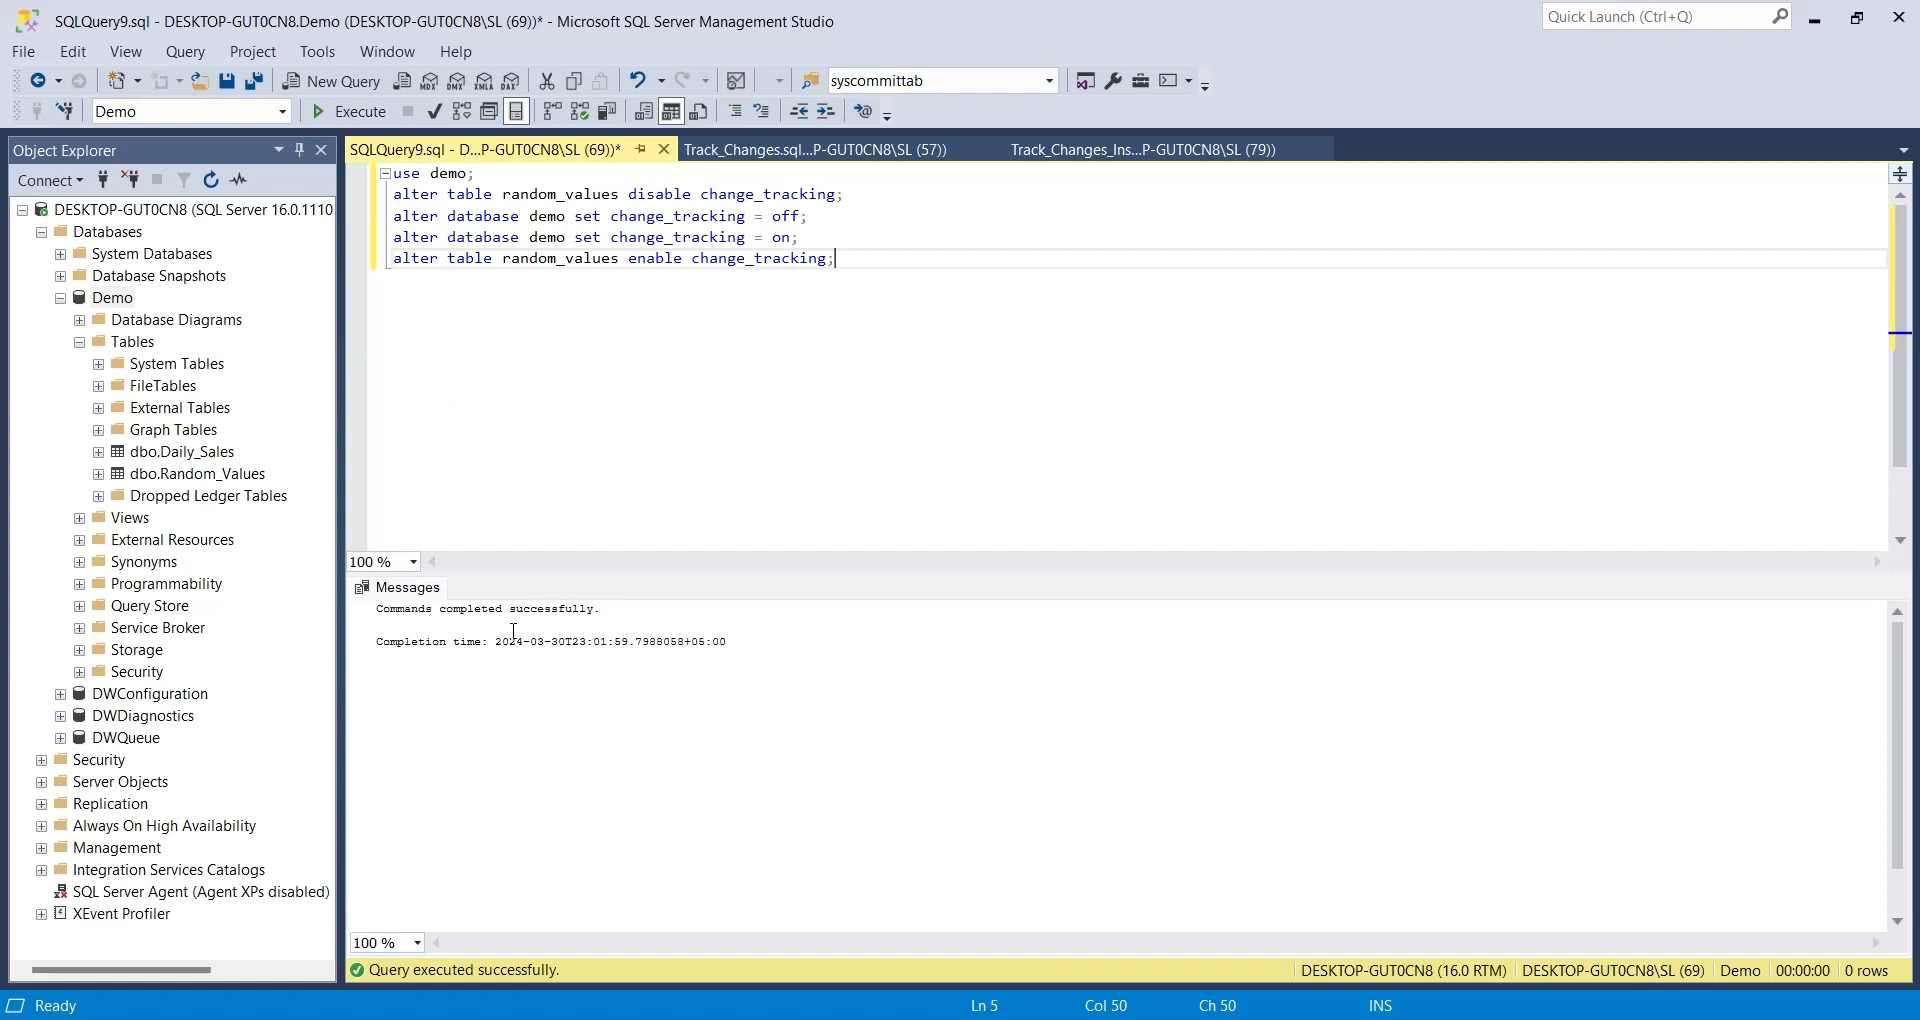 SQLQuery9.sql - DESKTOP-GUT0CN8.Demo (DESKTOP-GUT0CN8\SL (69))* - Microsoft SQL Server Management Studio
Quick Launch (Ctrl+Q)
File Edit View Query Project Tools Window Help
New Query MDX DMX XMLA DAX syscommittab
Demo Execute
Object Explorer
Connect
DESKTOP-GUT0CN8 (SQL Server 16.0.1110
Databases
System Databases
Database Snapshots
Demo
Database Diagrams
Tables
System Tables
FileTables
External Tables
Graph Tables
dbo.Daily_Sales
dbo.Random_Values
Dropped Ledger Tables
Views
External Resources
Synonyms
Programmability
Query Store
Service Broker
Storage
Security
DWConfiguration
DWDiagnostics
DWQueue
Security
Server Objects
Replication
Always On High Availability
Management
Integration Services Catalogs
SQL Server Agent (Agent XPs disabled)
XEvent Profiler
SQLQuery9.sql - D...P-GUT0CN8\SL (69))* Track_Changes.sql...P-GUT0CN8\SL (57)) Track_Changes_Ins...P-GUT0CN8\SL (79))
use demo;
alter table random_values disable change_tracking;
alter database demo set change_tracking = off;
alter database demo set change_tracking = on;
alter table random_values enable change_tracking;
100 %
Messages
Commands completed successfully.
Completion time: 2024-03-30T23:01:59.7988058+05:00
100 %
Query executed successfully. DESKTOP-GUT0CN8 (16.0 RTM) DESKTOP-GUT0CN8\SL (69) Demo 00:00:00 0 rows
Ready Ln 5 Col 50 Ch 50 INS